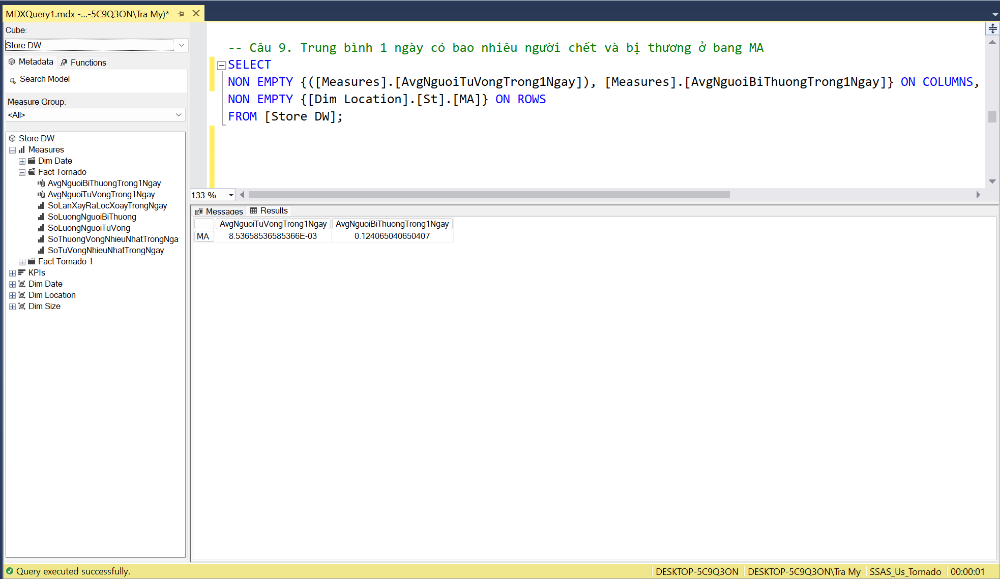 MDXQuery1.mdx -...-5C9Q3ON\Tra My)*
Cube:
Store DW
Metadata
Functions
Search Model
Measure Group:
<All>
Store DW
Measures
Dim Date
Fact Tornado
AvgNguoiBiThuongTrong1Ngay
AvgNguoiTuVongTrong1Ngay
SoLanXayRaLocXoayTrongNgay
SoLuongNguoiBiThuong
SoLuongNguoiTuVong
SoThuongVongNhieuNhatTrongNga
SoTuVongNhieuNhatTrongNgay
Fact Tornado 1
KPIs
Dim Date
Dim Location
Dim Size
-- Câu 9. Trung bình 1 ngày có bao nhiêu người chết và bị thương ở bang MA
SELECT
NON EMPTY {([Measures].[AvgNguoiTuVongTrong1Ngay]), [Measures].[AvgNguoiBiThuongTrong1Ngay]} ON COLUMNS,
NON EMPTY {[Dim Location].[St].[MA]} ON ROWS
FROM [Store DW];
133 %
Messages
Results
AvgNguoiTuVongTrong1Ngay AvgNguoiBiThuongTrong1Ngay
MA 8.53658536585366E-03 0.124065040650407
Query executed successfully.
DESKTOP-5C9Q3ON
DESKTOP-5C9Q3ON\Tra My
SSAS_Us_Tornado
00:00:01